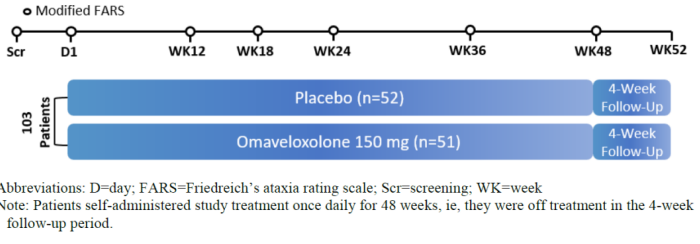 Modified FARS
Scr D1 WK12 WK18 WK24 WK36 WK48 WK52
103 Patients
Placebo (n=52)
4-Week
Follow-Up
Omaveloxolone 150 mg (n=51)
4-Week
Follow-Up
Abbreviations: D=day; FARS=Friedreich's ataxia rating scale; Scr=screening; WK=week
Note: Patients self-administered study treatment once daily for 48 weeks, ie, they were off treatment in the 4-week
follow-up period.